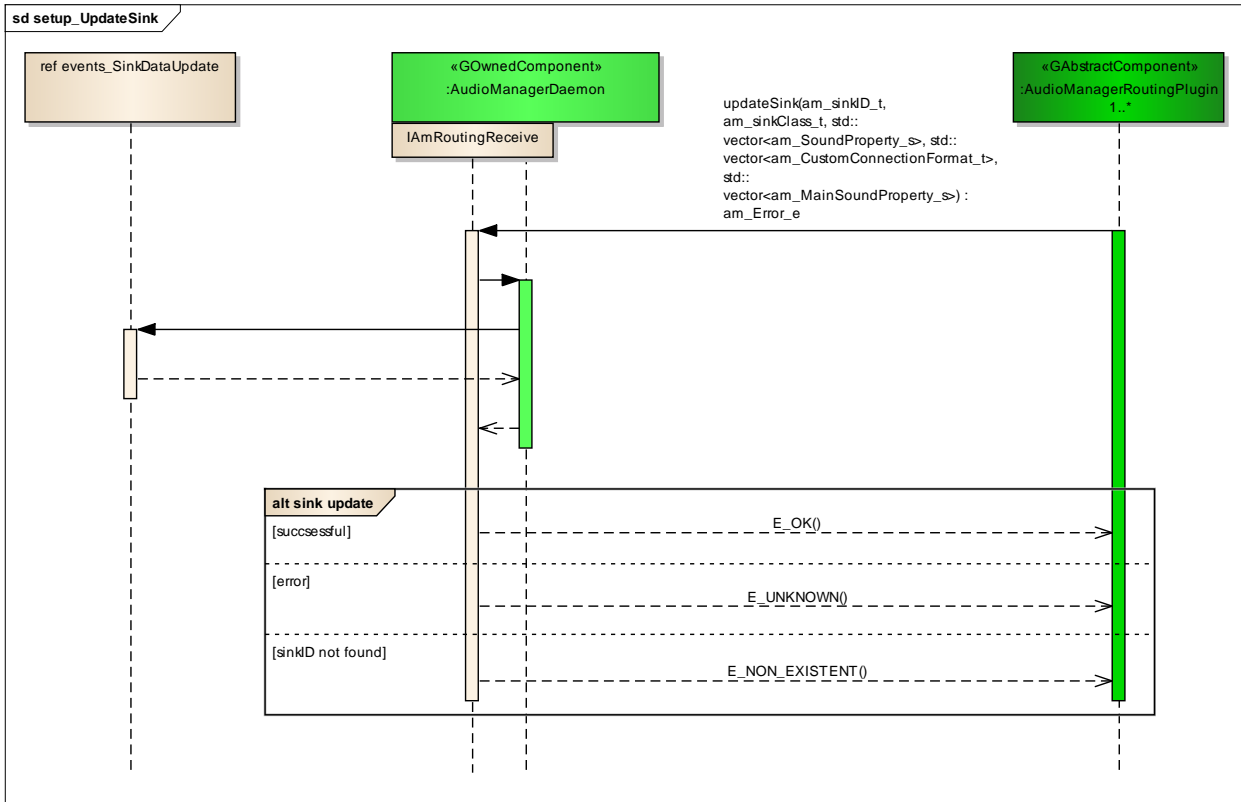 sd setup_UpdateSink
ref events_SinkDataUpdate
«GOwnedComponent»
:AudioManagerDaemon
IAmRoutingReceive
«GAbstractComponent»
:AudioManagerRoutingPlugin
1..*
updateSink(am_sinkID_t,
am_sinkClass_t, std::
vector<am_SoundProperty_s>, std::
vector<am_CustomConnectionFormat_t>,
std::
vector<am_MainSoundProperty_s>) :
am_Error_e
alt sink update
[succsessful]
E_OK()
[error]
E_UNKNOWN()
[sinkID not found]
E_NON_EXISTENT()